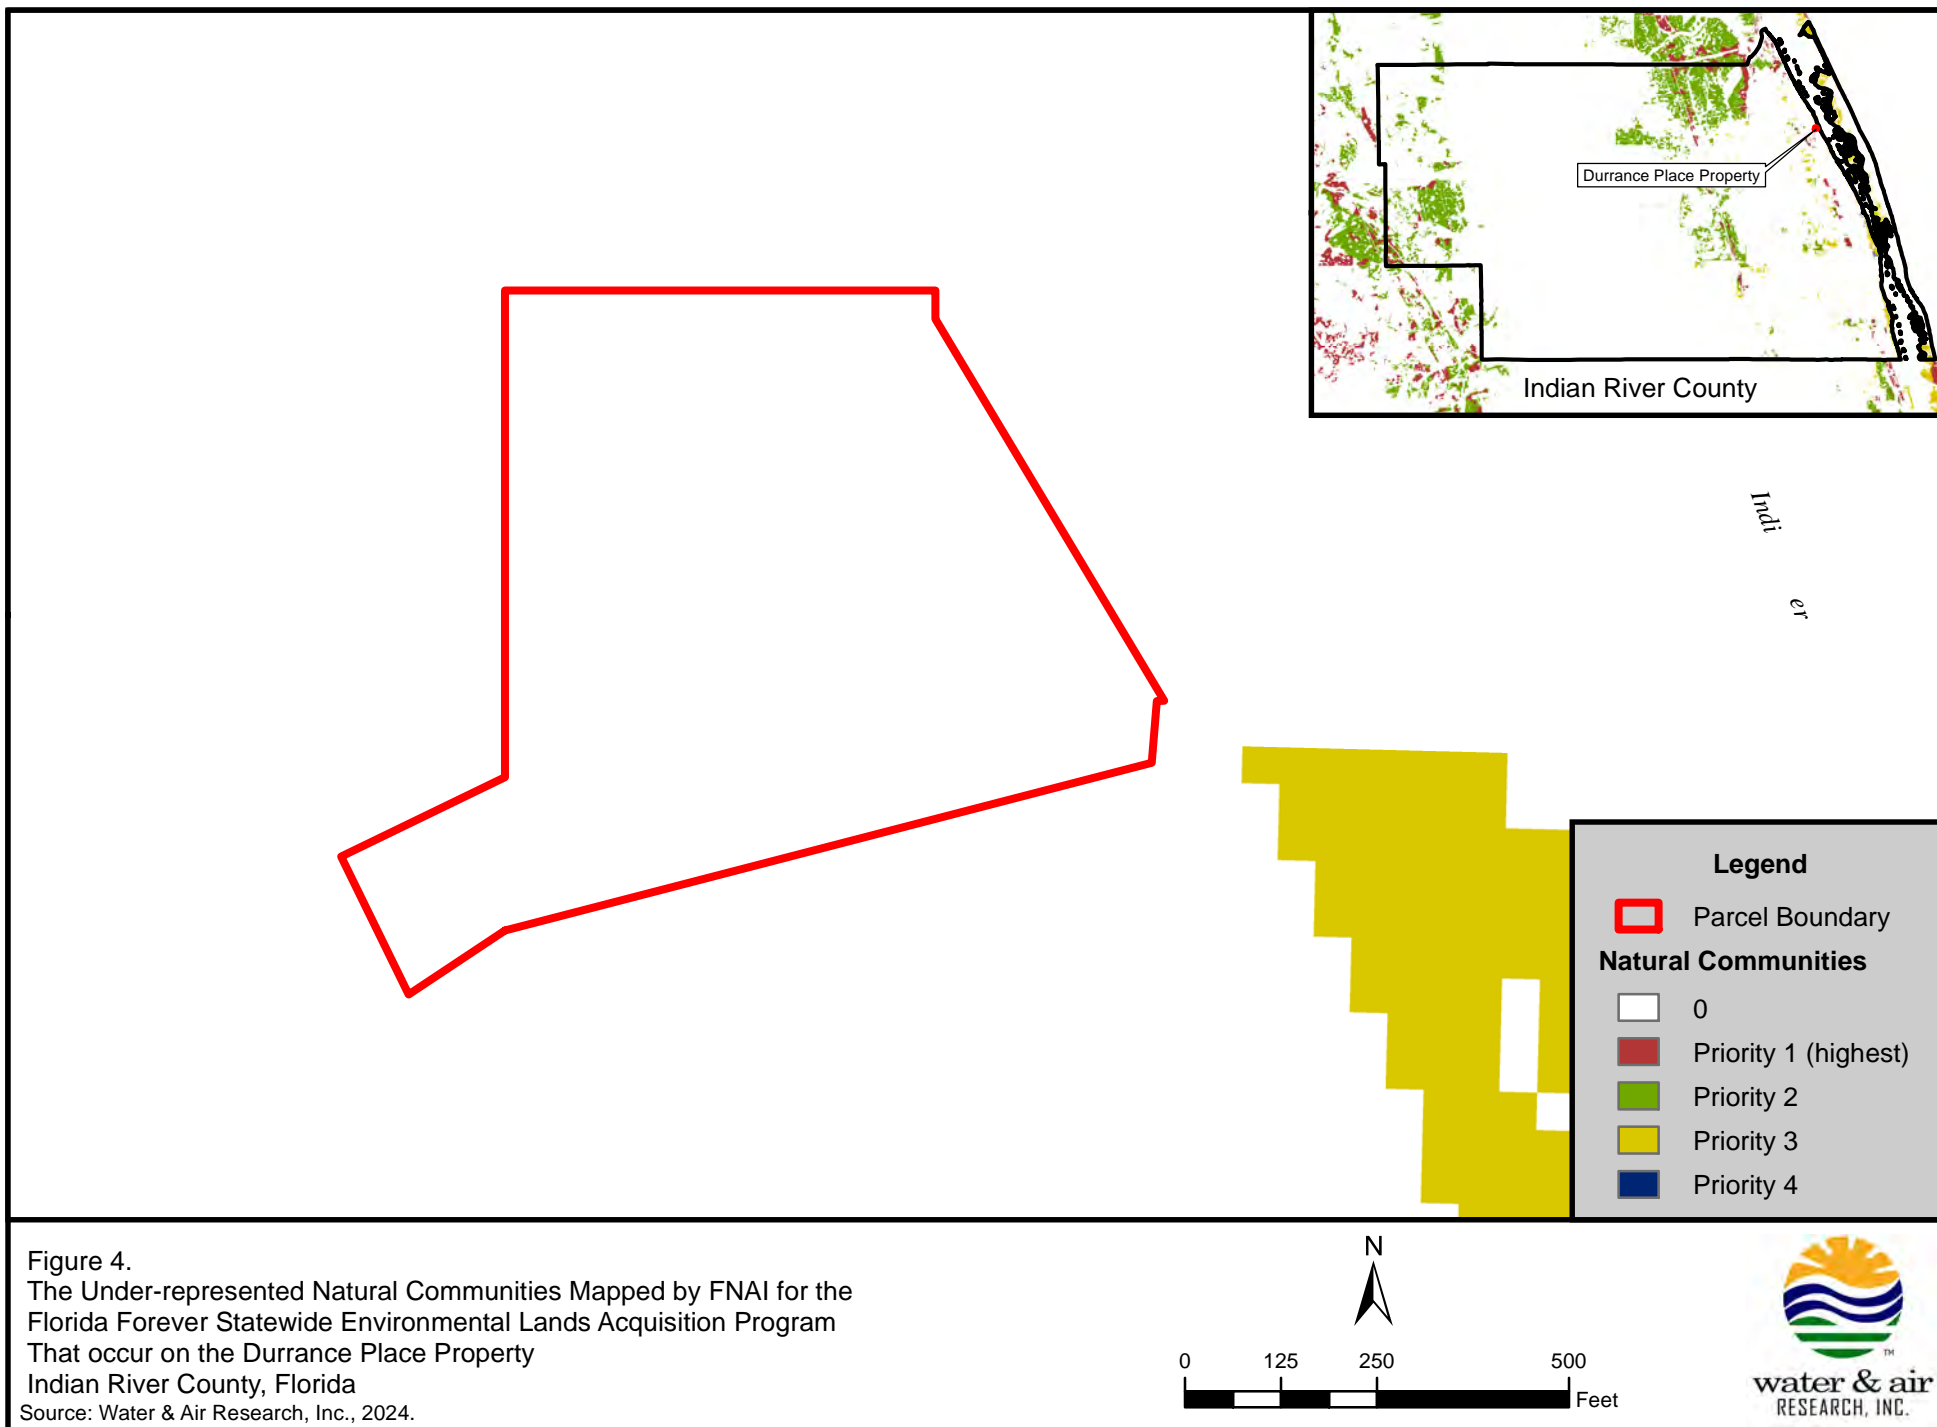 Durrance Place Property
Indian River County
Indi
er
Legend
Parcel Boundary
Natural Communities
0
Priority 1 (highest)
Priority 2
Priority 3
Priority 4
Figure 4.
The Under-represented Natural Communities Mapped by FNAI for the
Florida Forever Statewide Environmental Lands Acquisition Program
That occur on the Durrance Place Property
Indian River County, Florida
Source: Water & Air Research, Inc., 2024.
N
0 125 250 500
Feet
TM
water & air
RESEARCH, INC.